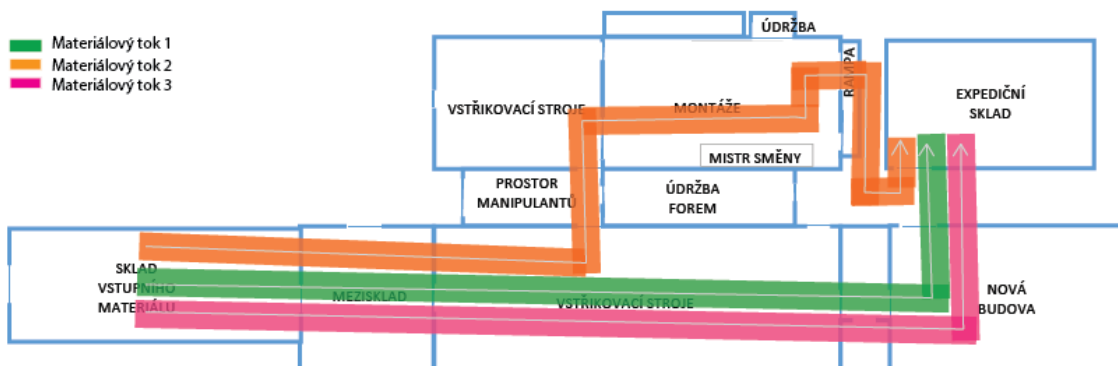 Materiálový tok 1
Materiálový tok 2
Materiálový tok 3
ÚDRŽBA
VSTŘIKOVACÍ STROJE
MONTÁŽE
RAMPA
EXPEDIČNÍ
SKLAD
MISTR SMĚNY
PROSTOR
MANIPULANTŮ
ÚDRŽBA
FOREM
SKLAD
VSTUPNÍHO
MATERIÁLU
MEZISKLAD
VSTŘIKOVACÍ STROJE
NOVÁ
BUDOVA